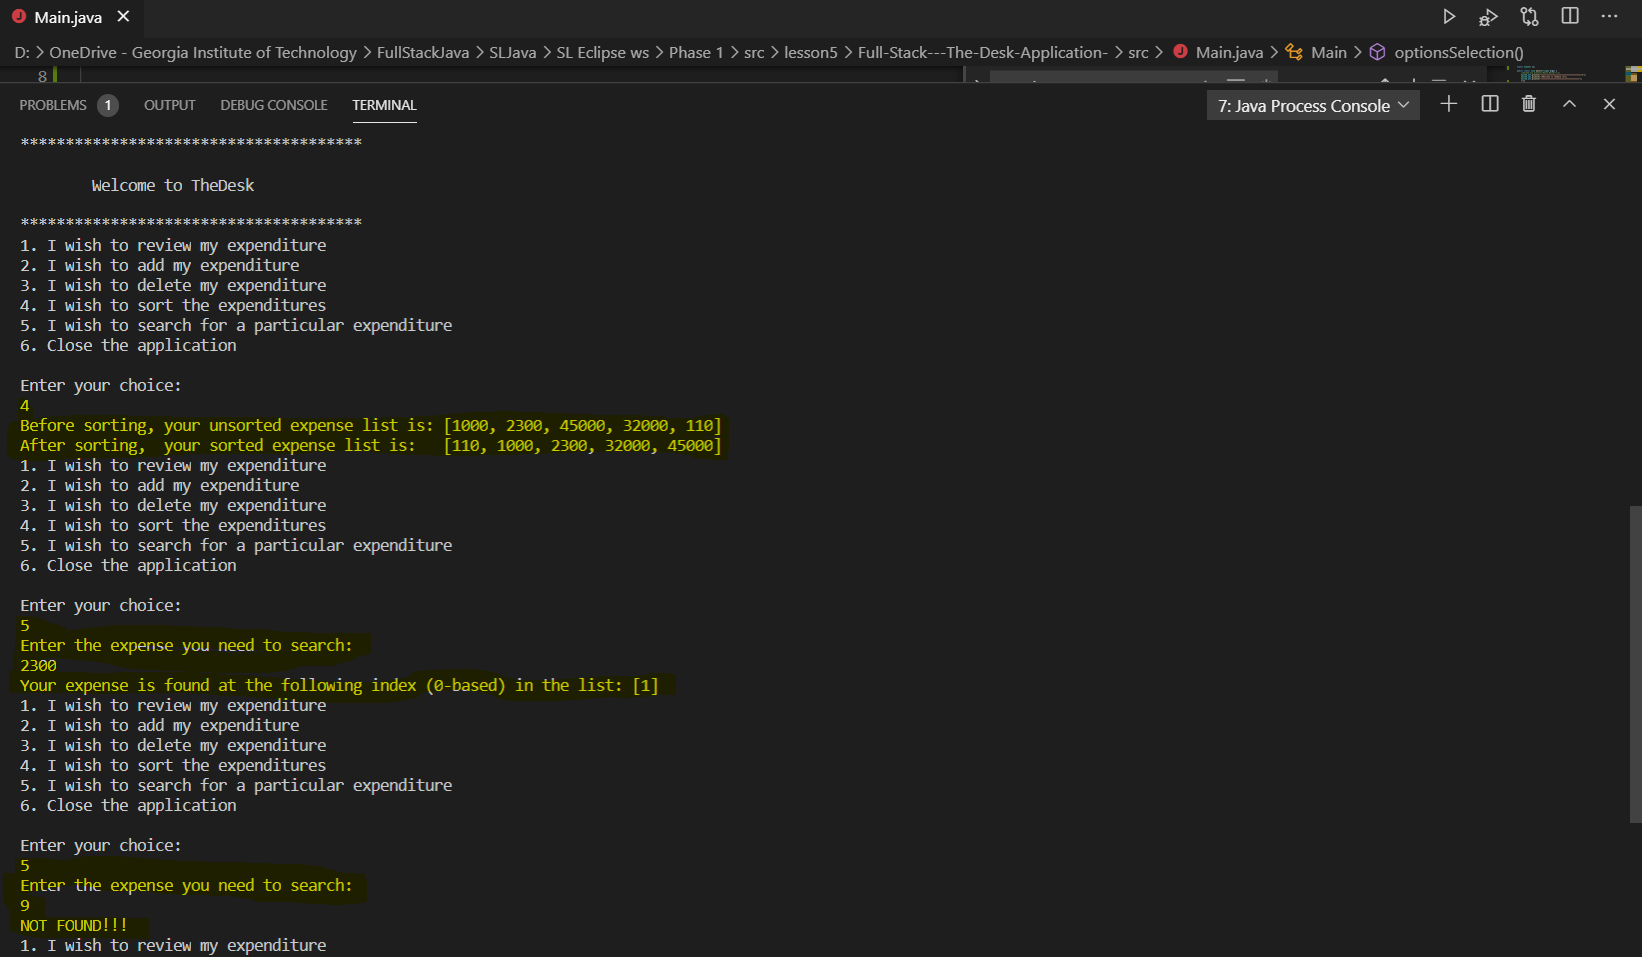 Main.java
D: > OneDrive - Georgia Institute of Technology > FullStackJava > SLJava > SL Eclipse ws > Phase 1 > src > lesson5 > Full-Stack---The-Desk-Application- > src > Main.java > Main > optionsSelection()
8
PROBLEMS 1 OUTPUT DEBUG CONSOLE TERMINAL 7: Java Process Console
**************************************
Welcome to TheDesk
**************************************
1. I wish to review my expenditure
2. I wish to add my expenditure
3. I wish to delete my expenditure
4. I wish to sort the expenditures
5. I wish to search for a particular expenditure
6. Close the application
Enter your choice:
4
Before sorting, your unsorted expense list is: [1000, 2300, 45000, 32000, 110]
After sorting,  your sorted expense list is:   [110, 1000, 2300, 32000, 45000]
1. I wish to review my expenditure
2. I wish to add my expenditure
3. I wish to delete my expenditure
4. I wish to sort the expenditures
5. I wish to search for a particular expenditure
6. Close the application
Enter your choice:
5
Enter the expense you need to search:
2300
Your expense is found at the following index (0-based) in the list: [1]
1. I wish to review my expenditure
2. I wish to add my expenditure
3. I wish to delete my expenditure
4. I wish to sort the expenditures
5. I wish to search for a particular expenditure
6. Close the application
Enter your choice:
5
Enter the expense you need to search:
9
NOT FOUND!!!
1. I wish to review my expenditure